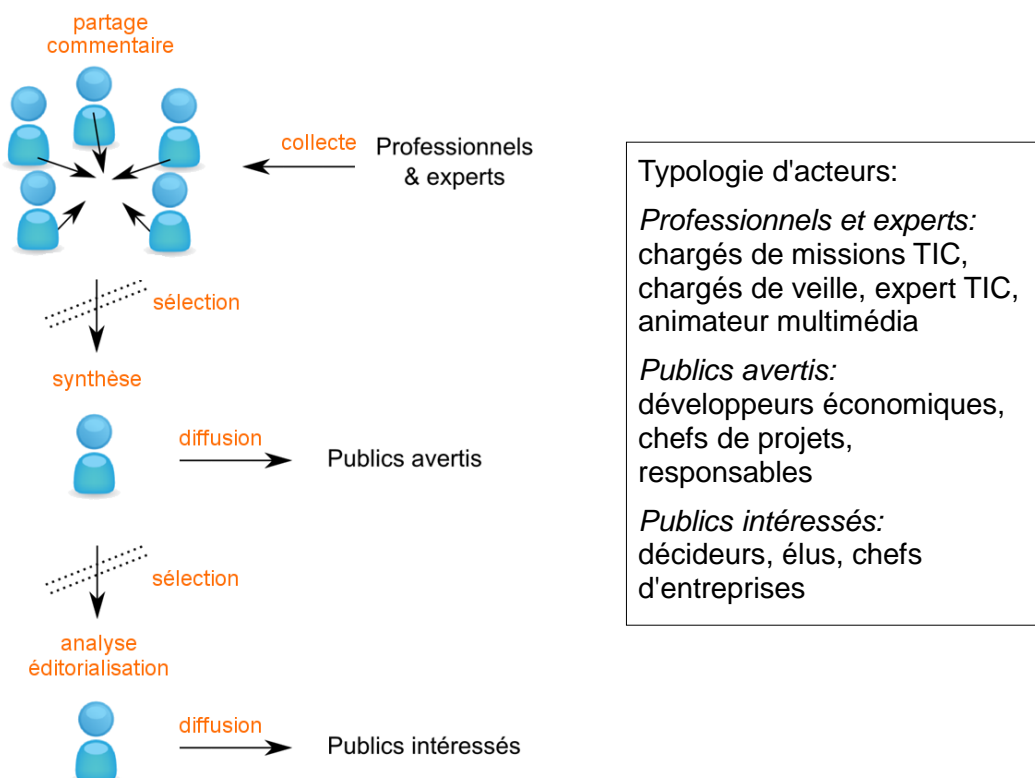 partage
commentaire
collecte
Professionnels
& experts
sélection
synthèse
diffusion
Publics avertis
sélection
analyse
éditorialisation
diffusion
Publics intéressés
Typologie d'acteurs:
Professionnels et experts:
chargés de missions TIC,
chargés de veille, expert TIC,
animateur multimédia
Publics avertis:
développeurs économiques,
chefs de projets,
responsables
Publics intéressés:
décideurs, élus, chefs
d'entreprises